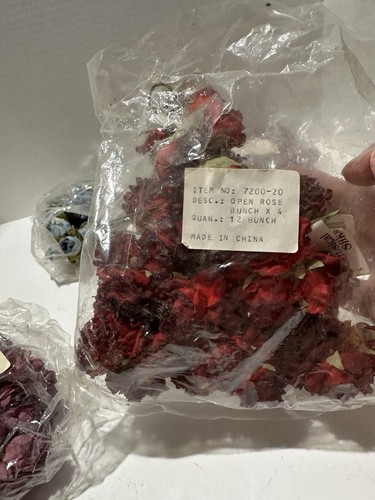 ITEM NO: 7200-20
DESC.: OPEN ROSE
BUNCH X 4
QUAN.: 12 BUNCH
MADE IN CHINA